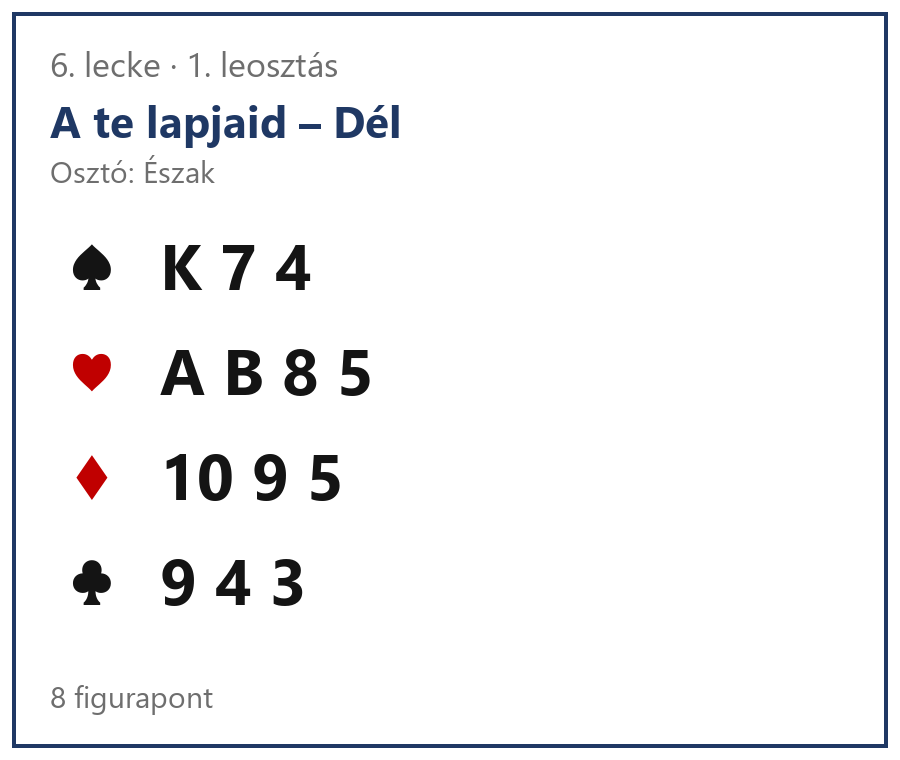 6. lecke · 1. leosztás
A te lapjaid – Dél
Osztó: Észak
♠ K 7 4
♥ A B 8 5
♦ 10 9 5
♣ 9 4 3
8 figurapont